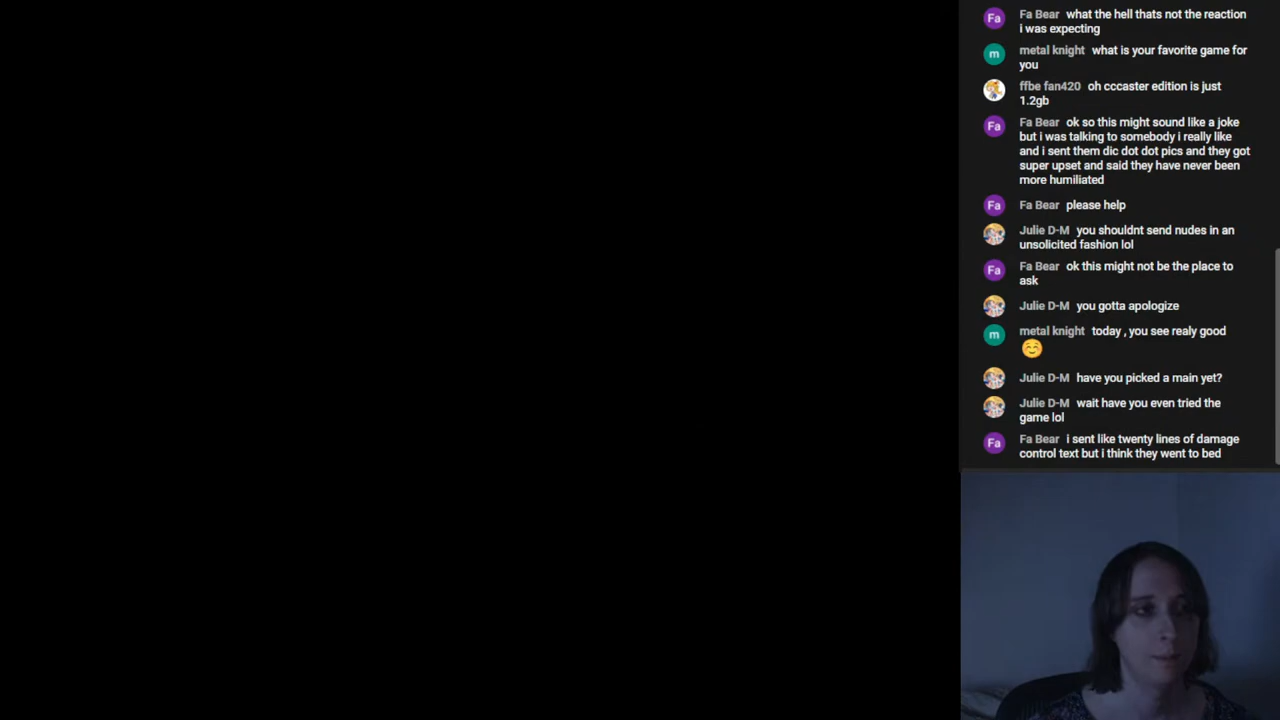 Fa Fa Bear what the hell thats not the reaction
i was expecting
m metal knight what is your favorite game for
you
ffbe fan420 oh cccaster edition is just
1.2gb
Fa Fa Bear ok so this might sound like a joke
but i was talking to somebody i really like
and i sent them dic dot dot pics and they got
super upset and said they have never been
more humiliated
Fa Fa Bear please help
Julie D-M you shouldnt send nudes in an
unsolicited fashion lol
Fa Fa Bear ok this might not be the place to
ask
Julie D-M you gotta apologize
m metal knight today , you see realy good
Julie D-M have you picked a main yet?
Julie D-M wait have you even tried the
game lol
Fa Fa Bear i sent like twenty lines of damage
control text but i think they went to bed